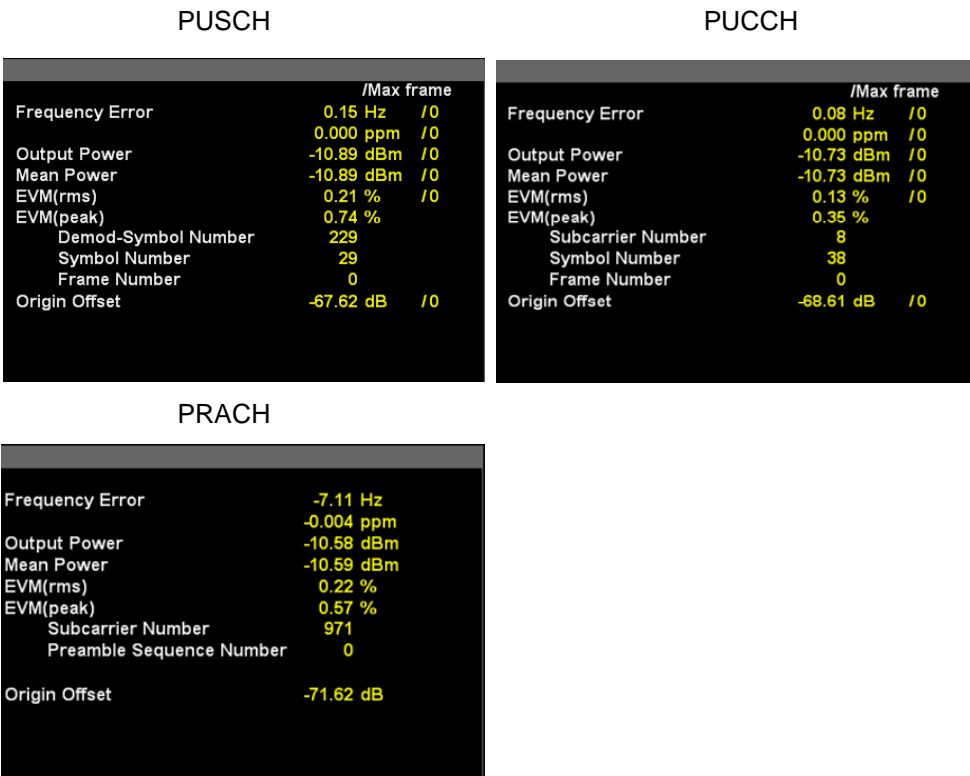 PUSCH
/Max frame
Frequency Error 0.15 Hz /0
0.000 ppm /0
Output Power -10.89 dBm /0
Mean Power -10.89 dBm /0
EVM(rms) 0.21 % /0
EVM(peak) 0.74 %
Demod-Symbol Number 229
Symbol Number 29
Frame Number 0
Origin Offset -67.62 dB /0
PUCCH
/Max frame
Frequency Error 0.08 Hz /0
0.000 ppm /0
Output Power -10.73 dBm /0
Mean Power -10.73 dBm /0
EVM(rms) 0.13 % /0
EVM(peak) 0.35 %
Subcarrier Number 8
Symbol Number 38
Frame Number 0
Origin Offset -68.61 dB /0
PRACH
Frequency Error -7.11 Hz
-0.004 ppm
Output Power -10.58 dBm
Mean Power -10.59 dBm
EVM(rms) 0.22 %
EVM(peak) 0.57 %
Subcarrier Number 971
Preamble Sequence Number 0
Origin Offset -71.62 dB